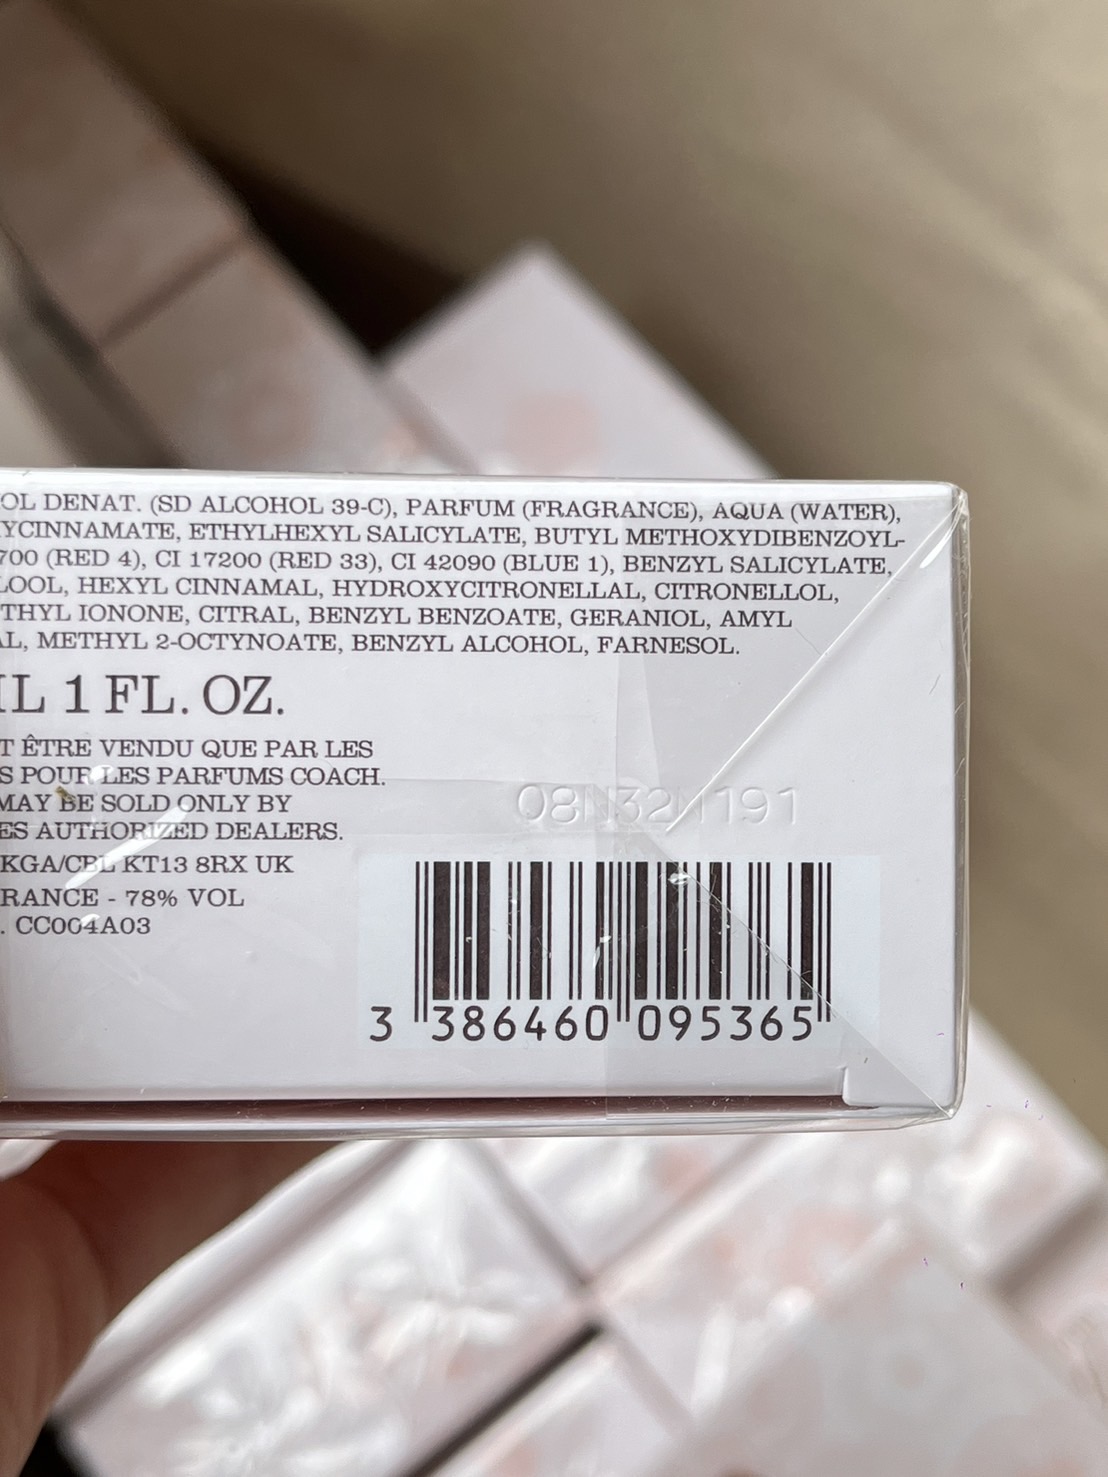 OL DENAT. (SD ALCOHOL 39-C), PARFUM (FRAGRANCE), AQUA (WATER),
YCINNAMATE, ETHYLHEXYL SALICYLATE, BUTYL METHOXYDIBENZOYL-
700 (RED 4), CI 17200 (RED 33), CI 42090 (BLUE 1), BENZYL SALICYLATE,
LOOL, HEXYL CINNAMAL, HYDROXYCITRONELLAL, CITRONELLOL,
THYL IONONE, CITRAL, BENZYL BENZOATE, GERANIOL, AMYL
AL, METHYL 2-OCTYNOATE, BENZYL ALCOHOL, FARNESOL.
IL 1 FL. OZ.
T ÊTRE VENDU QUE PAR LES
S POUR LES PARFUMS COACH.
MAY BE SOLD ONLY BY
ES AUTHORIZED DEALERS.
KGA/CBL KT13 8RX UK
RANCE - 78% VOL
. CC004A03
3 386460 095365